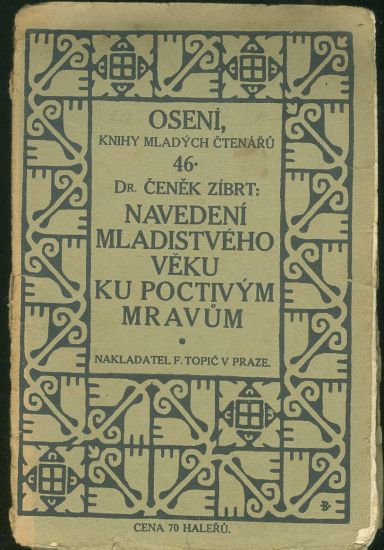 OSENÍ,
KNIHY MLADÝCH ČTENÁŘŮ
46·
DR. ČENĚK ZÍBRT:
NAVEDENÍ
MLADISTVÉHO
VĚKU
KU POCTIVÝM
MRAVŮM
•
NAKLADATEL F. TOPIČ V PRAZE.
CENA 70 HALEŘŮ.